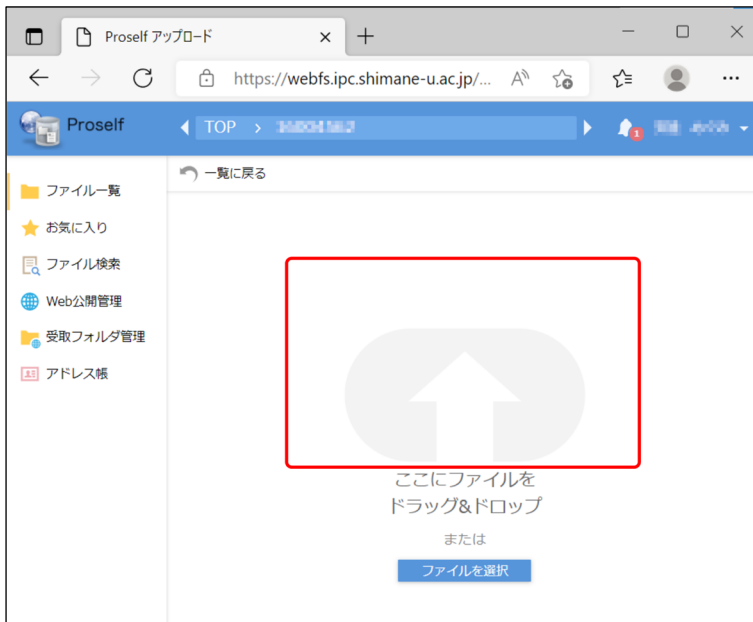 Proself アップロード
https://webfs.ipc.shimane-u.ac.jp/...
Proself
TOP
1
一覧に戻る
ファイル一覧
お気に入り
ファイル検索
Web公開管理
受取フォルダ管理
アドレス帳
ここにファイルを
ドラッグ&ドロップ
または
ファイルを選択